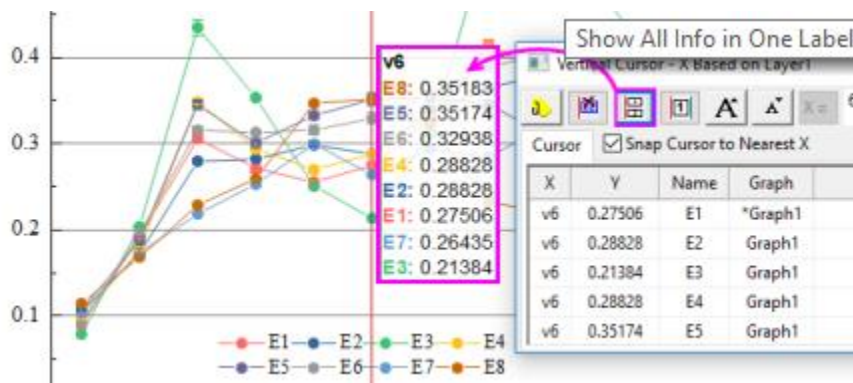 0.4
0.3
0.2
0.1
E1 E2 E3 E4
E5 E6 E7 E8
v6
E8: 0.35183
E5: 0.35174
E6: 0.32938
E4: 0.28828
E2: 0.28828
E1: 0.27506
E7: 0.26435
E3: 0.21384
Show All Info in One Label
Vertical Cursor - X Based on Layer1
1 A A X = 6
Cursor Snap Cursor to Nearest X
X Y Name Graph
v6 0.27506 E1 *Graph1
v6 0.28828 E2 Graph1
v6 0.21384 E3 Graph1
v6 0.28828 E4 Graph1
v6 0.35174 E5 Graph1